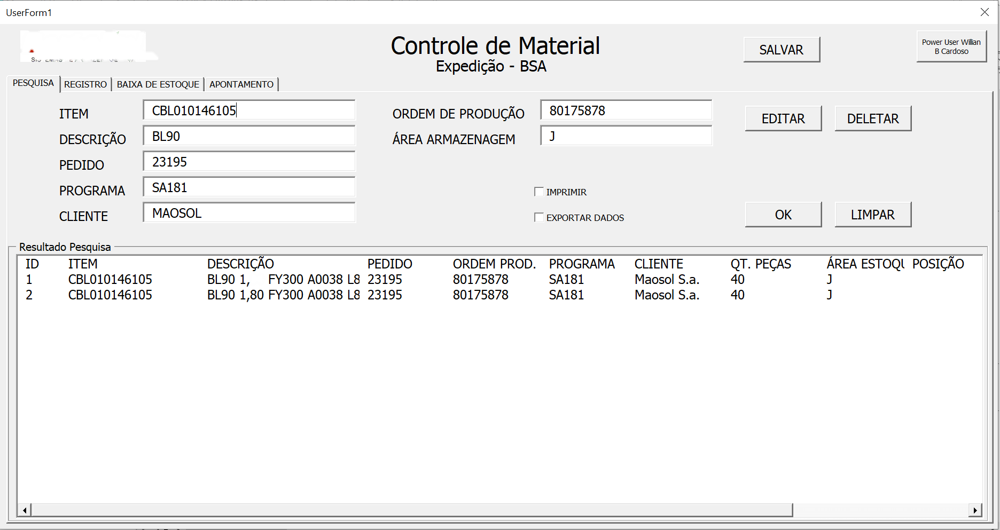 UserForm1
Controle de Material
Expedição - BSA
SALVAR
Power User Willian
B Cardoso
PESQUISA REGISTRO BAIXA DE ESTOQUE APONTAMENTO
ITEM CBL010146105 ORDEM DE PRODUÇÃO 80175878 EDITAR DELETAR
DESCRIÇÃO BL90 ÁREA ARMAZENAGEM J
PEDIDO 23195
PROGRAMA SA181 IMPRIMIR
CLIENTE MAOSOL EXPORTAR DADOS OK LIMPAR
Resultado Pesquisa
ID ITEM DESCRIÇÃO PEDIDO ORDEM PROD. PROGRAMA CLIENTE QT. PEÇAS ÁREA ESTOQU POSIÇÃO
1 CBL010146105 BL90 1, FY300 A0038 L8 23195 80175878 SA181 Maosol S.a. 40 J
2 CBL010146105 BL90 1,80 FY300 A0038 L8 23195 80175878 SA181 Maosol S.a. 40 J